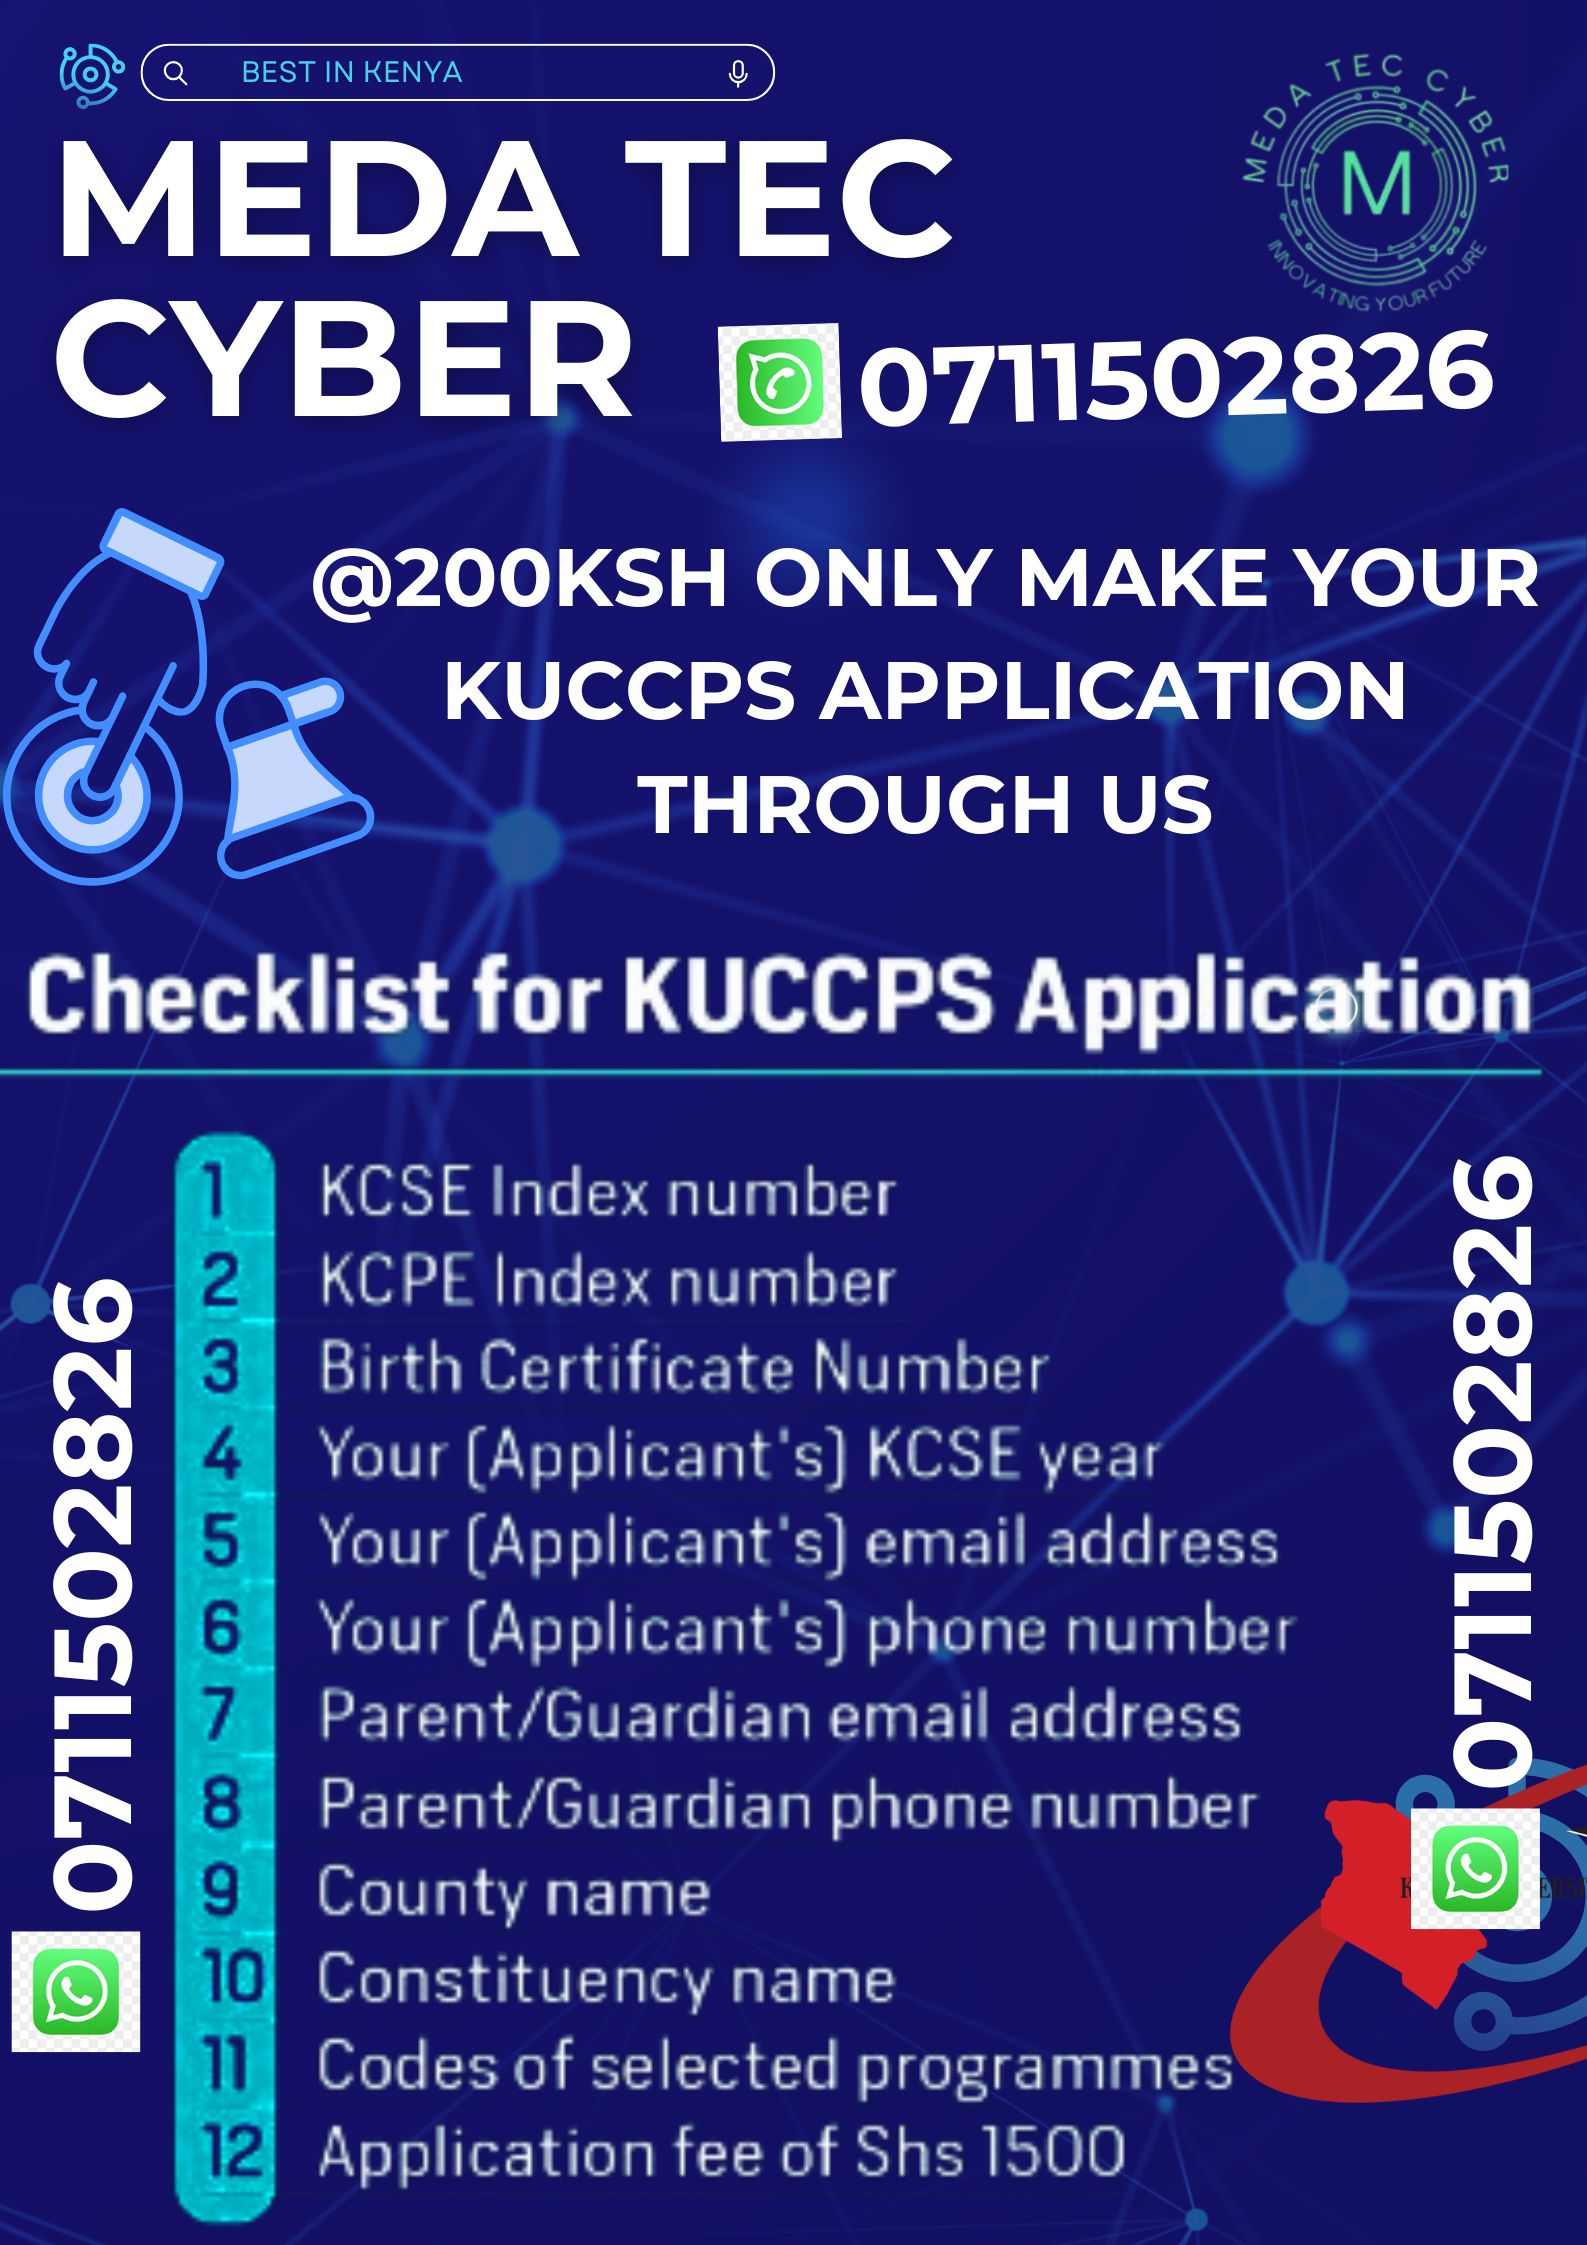 BEST IN KENYA
MEDA TEC CYBER
M
INNOVATING YOUR FUTURE
MEDA TEC
CYBER
0711502826
@200KSH ONLY MAKE YOUR
KUCCPS APPLICATION
THROUGH US
Checklist for KUCCPS Application
1 KCSE Index number
2 KCPE Index number
3 Birth Certificate Number
4 Your (Applicant's) KCSE year
5 Your (Applicant's) email address
6 Your (Applicant's) phone number
7 Parent/Guardian email address
8 Parent/Guardian phone number
9 County name
10 Constituency name
11 Codes of selected programmes
12 Application fee of Shs 1500
0711502826
0711502826